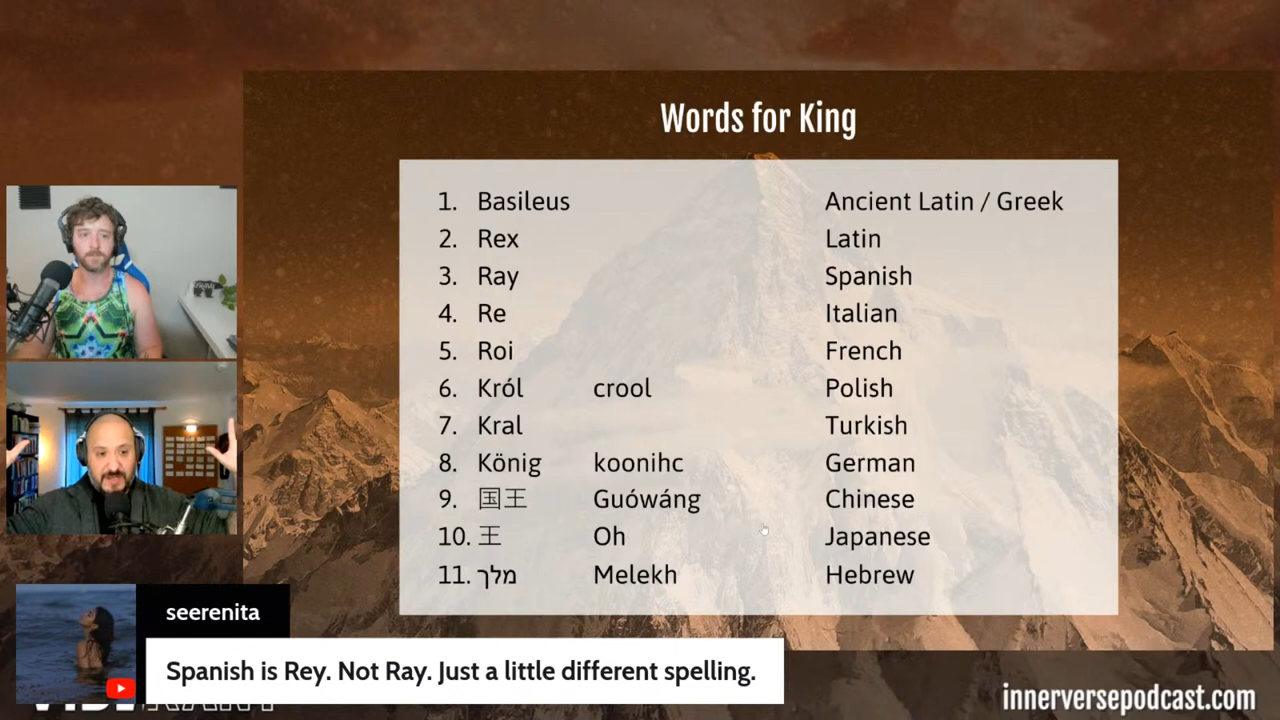 Words for King
1. Basileus Ancient Latin / Greek
2. Rex Latin
3. Ray Spanish
4. Re Italian
5. Roi French
6. Król crool Polish
7. Kral Turkish
8. König koonihc German
9. 国王 Guówáng Chinese
10. 王 Oh Japanese
11. מלך Melekh Hebrew
seerenita
Spanish is Rey. Not Ray. Just a little different spelling.
innerversepodcast.com